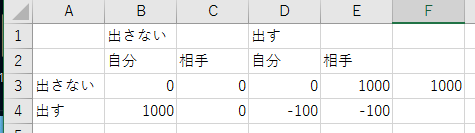 A B C D E F
1 出さない 出す
2 自分 相手 自分 相手
3 出さない 0 0 0 1000 1000
4 出す 1000 0 -100 -100